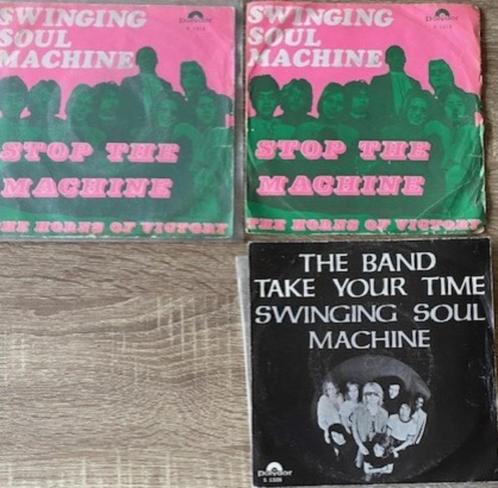 SWINGING
SOUL
MACHINE
polydor
STOP THE
MACHINE
THE HORNS OF VICTORY
SWINGING
SOUL
MACHINE
polydor
STOP THE
MACHINE
THE HORNS OF VICTORY
THE BAND
TAKE YOUR TIME
SWINGING SOUL
MACHINE
polydor